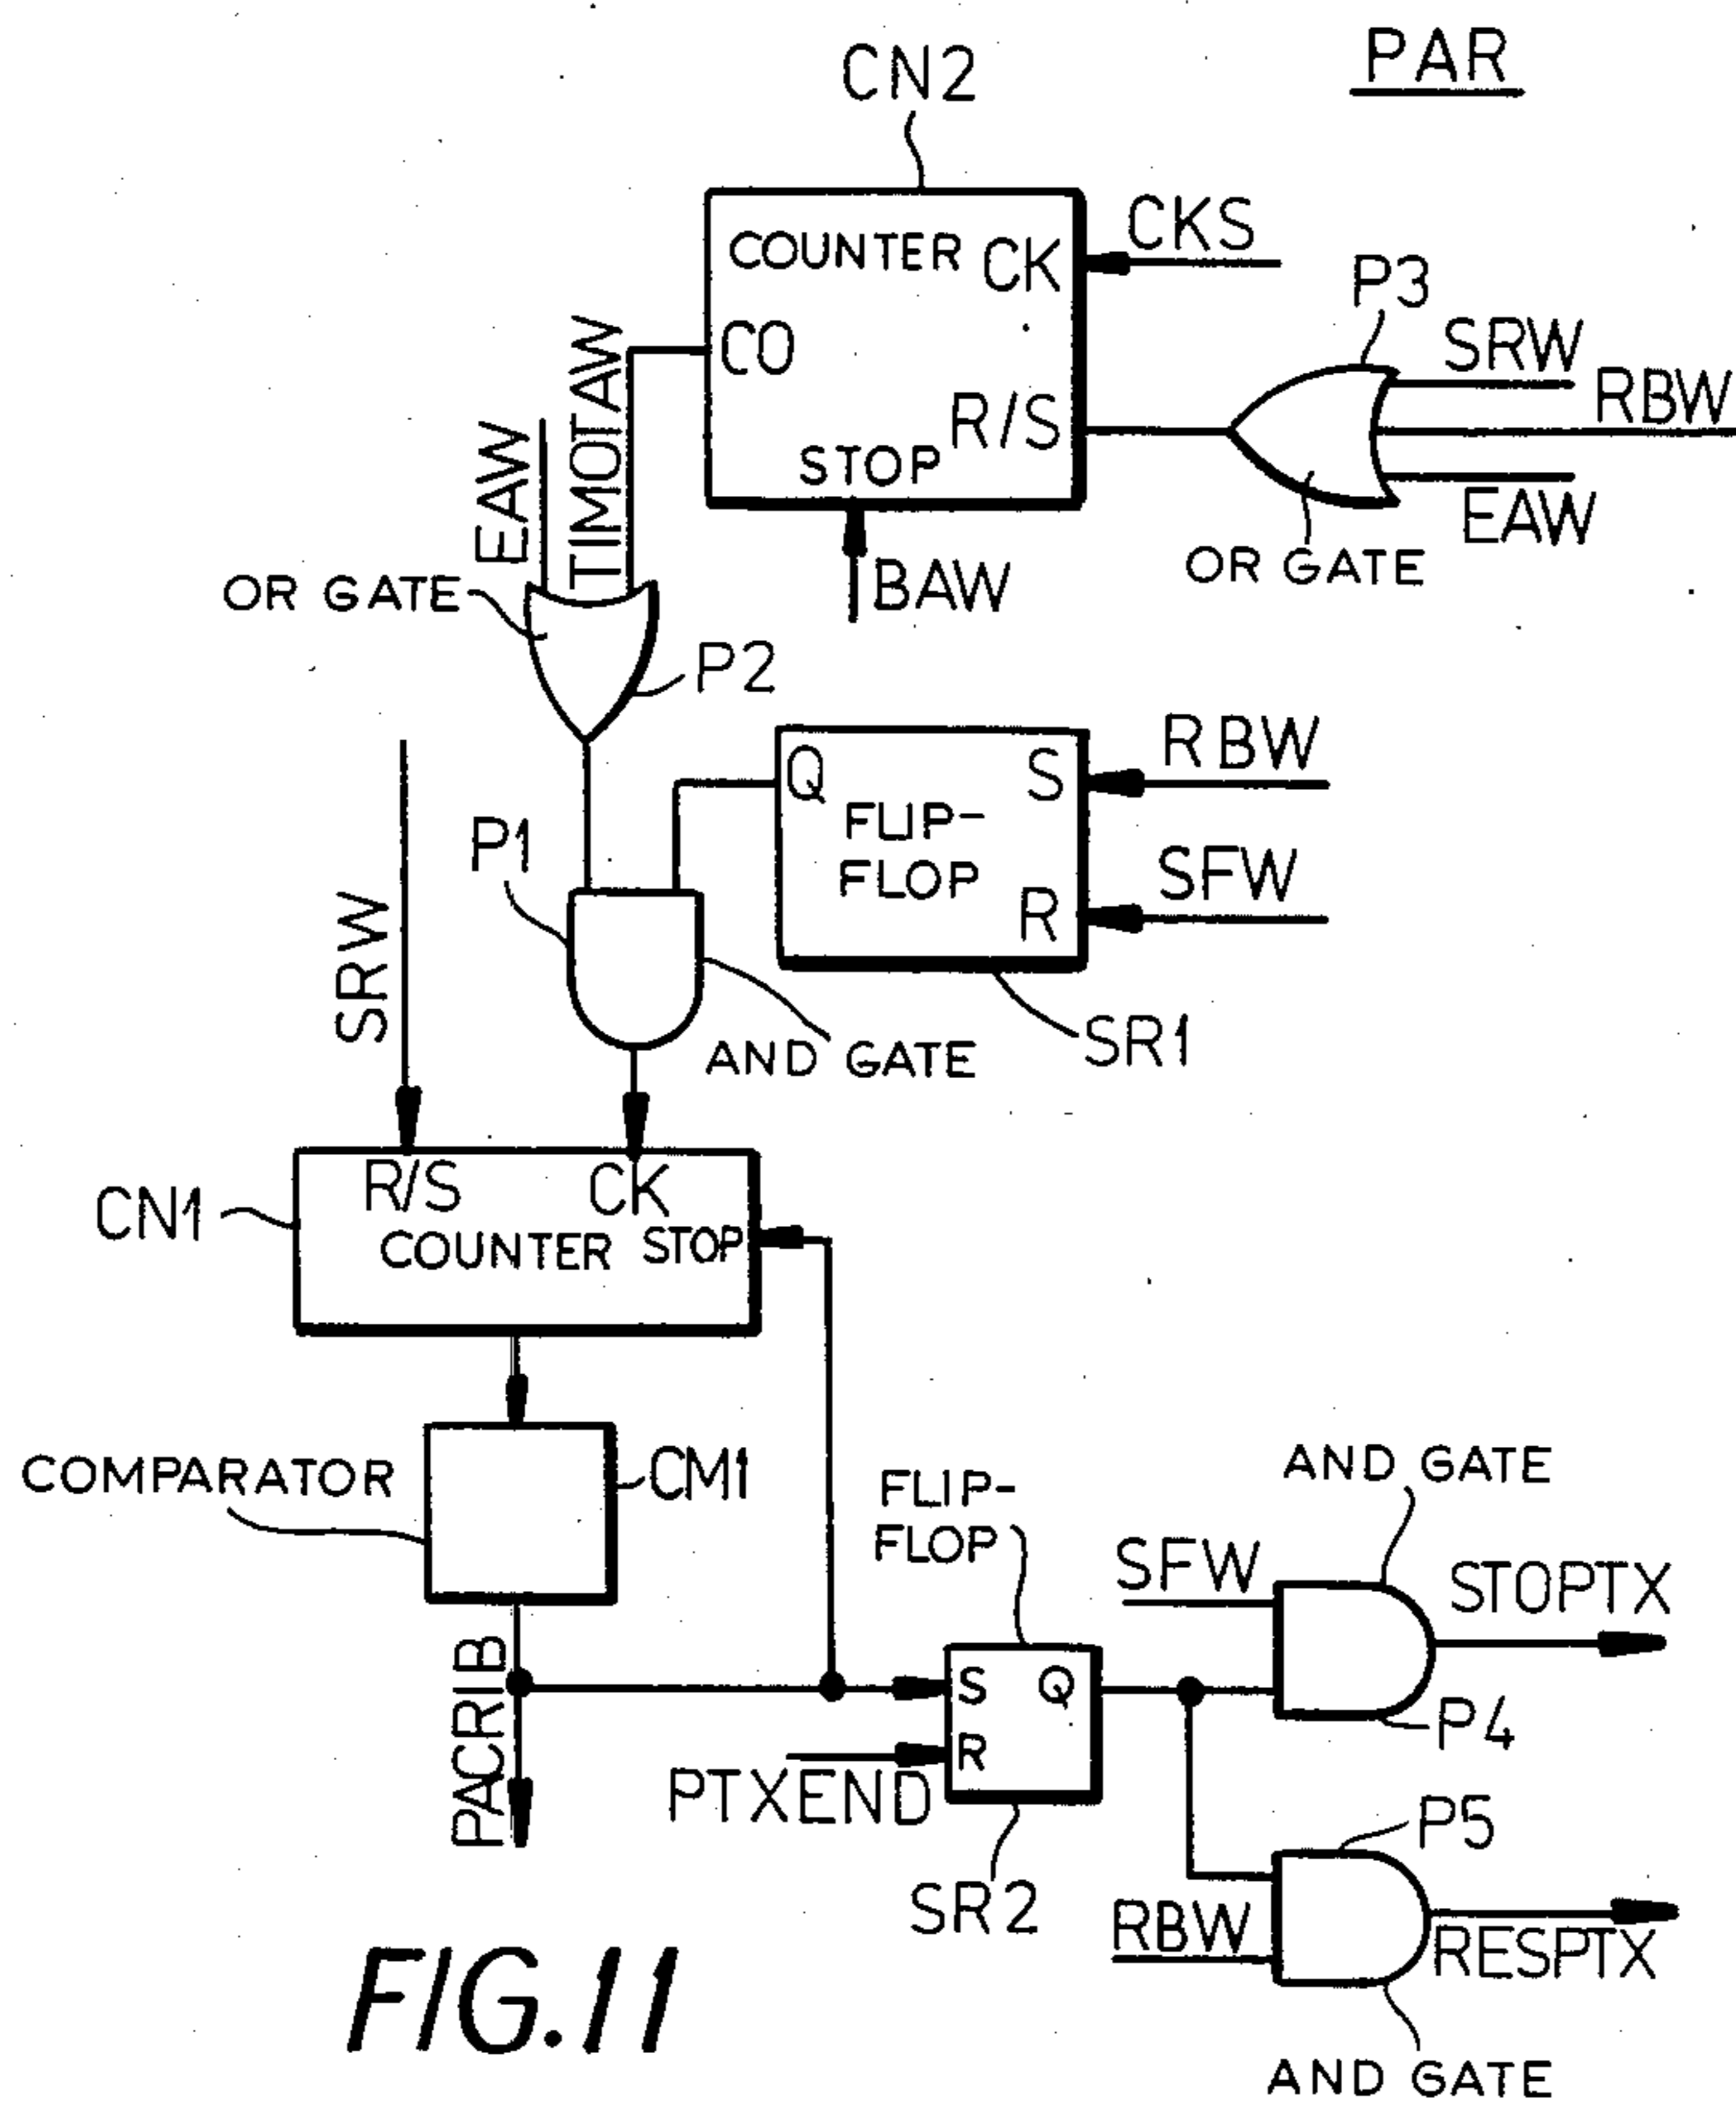 PAR
CN2
COUNTER
CK
CKS
P3
CO
SRW
RBW
R/S
STOP
EAW
TIMOTAW
EAW
OR GATE
BAW
OR GATE
P2
Q
S
RBW
FLIP-
FLOP
P1
R
SFW
SRW
AND GATE
SR1
R/S
CK
CN1
COUNTER
STOP
COMPARATOR
CM1
FLIP-
FLOP
AND GATE
SFW
STOPTX
S
Q
PACRIB
P4
R
PTXEND
P5
SR2
RBW
RESPTX
FIG.11
AND GATE